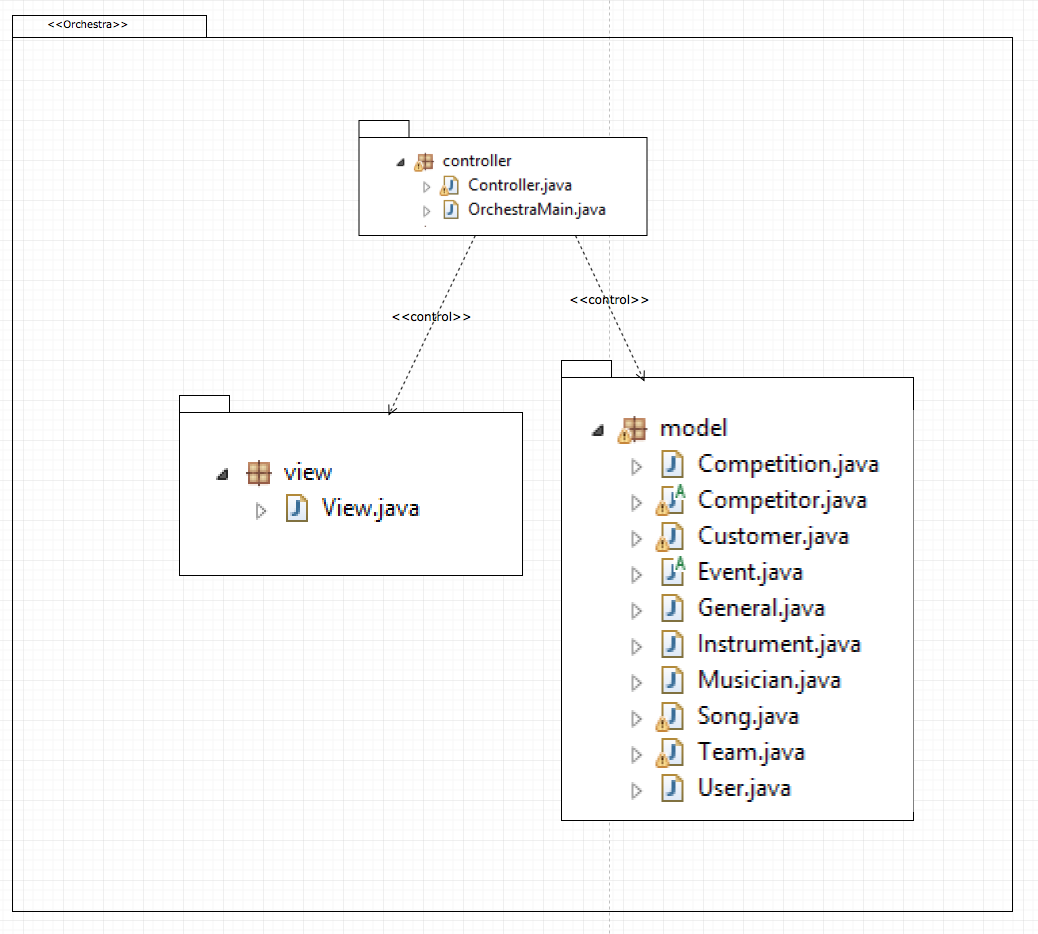 <<Orchestra>>
controller
Controller.java
OrchestraMain.java
<<control>>
<<control>>
view
View.java
model
Competition.java
Competitor.java
Customer.java
Event.java
General.java
Instrument.java
Musician.java
Song.java
Team.java
User.java